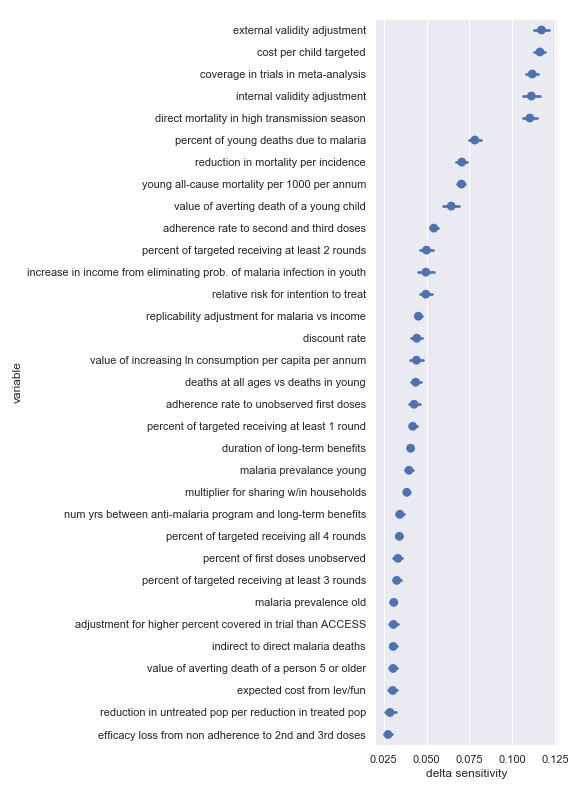 external validity adjustment
cost per child targeted
coverage in trials in meta-analysis
internal validity adjustment
direct mortality in high transmission season
percent of young deaths due to malaria
reduction in mortality per incidence
young all-cause mortality per 1000 per annum
value of averting death of a young child
adherence rate to second and third doses
percent of targeted receiving at least 2 rounds
increase in income from eliminating prob. of malaria infection in youth
relative risk for intention to treat
replicability adjustment for malaria vs income
discount rate
value of increasing ln consumption per capita per annum
deaths at all ages vs deaths in young
adherence rate to unobserved first doses
percent of targeted receiving at least 1 round
duration of long-term benefits
malaria prevalance young
multiplier for sharing w/in households
num yrs between anti-malaria program and long-term benefits
percent of targeted receiving all 4 rounds
percent of first doses unobserved
percent of targeted receiving at least 3 rounds
malaria prevalence old
adjustment for higher percent covered in trial than ACCESS
indirect to direct malaria deaths
value of averting death of a person 5 or older
expected cost from lev/fun
reduction in untreated pop per reduction in treated pop
efficacy loss from non adherence to 2nd and 3rd doses
variable
0.025 0.050 0.075 0.100 0.125
delta sensitivity